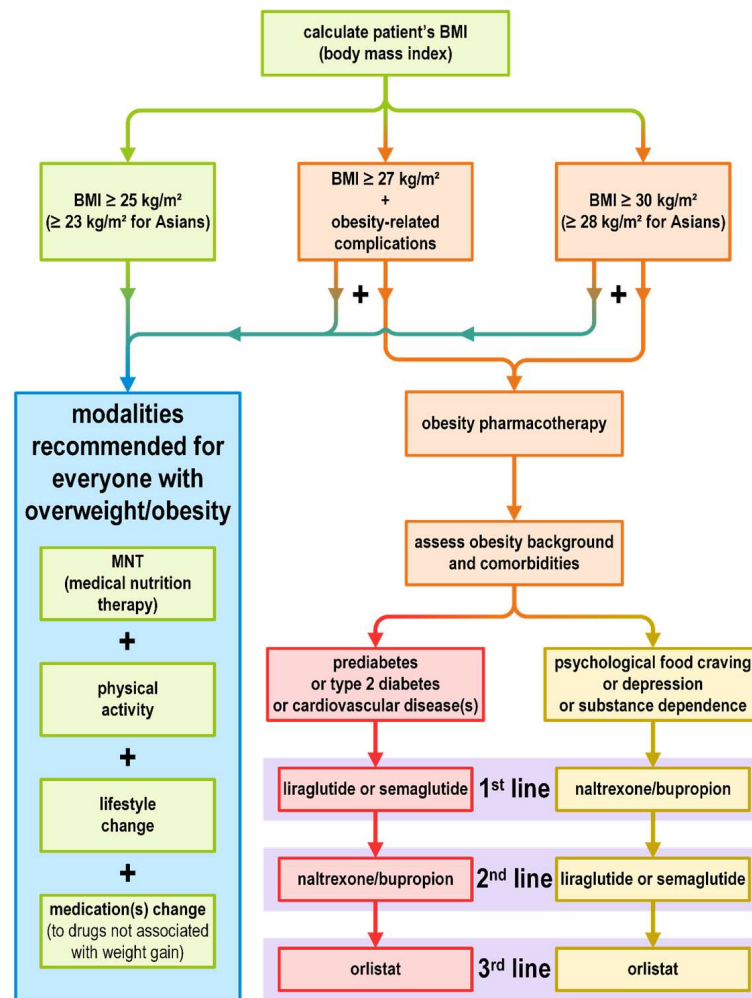 calculate patient's BMI
(body mass index)
BMI ≥ 25 kg/m²
(≥ 23 kg/m² for Asians)
BMI ≥ 27 kg/m²
+
obesity-related
complications
BMI ≥ 30 kg/m²
(≥ 28 kg/m² for Asians)
+
+
modalities
recommended for
everyone with
overweight/obesity
MNT
(medical nutrition
therapy)
+
physical
activity
+
lifestyle
change
+
medication(s) change
(to drugs not associated
with weight gain)
obesity pharmacotherapy
assess obesity background
and comorbidities
prediabetes
or type 2 diabetes
or cardiovascular disease(s)
psychological food craving
or depression
or substance dependence
liraglutide or semaglutide
1st line
naltrexone/bupropion
naltrexone/bupropion
2nd line
liraglutide or semaglutide
orlistat
3rd line
orlistat